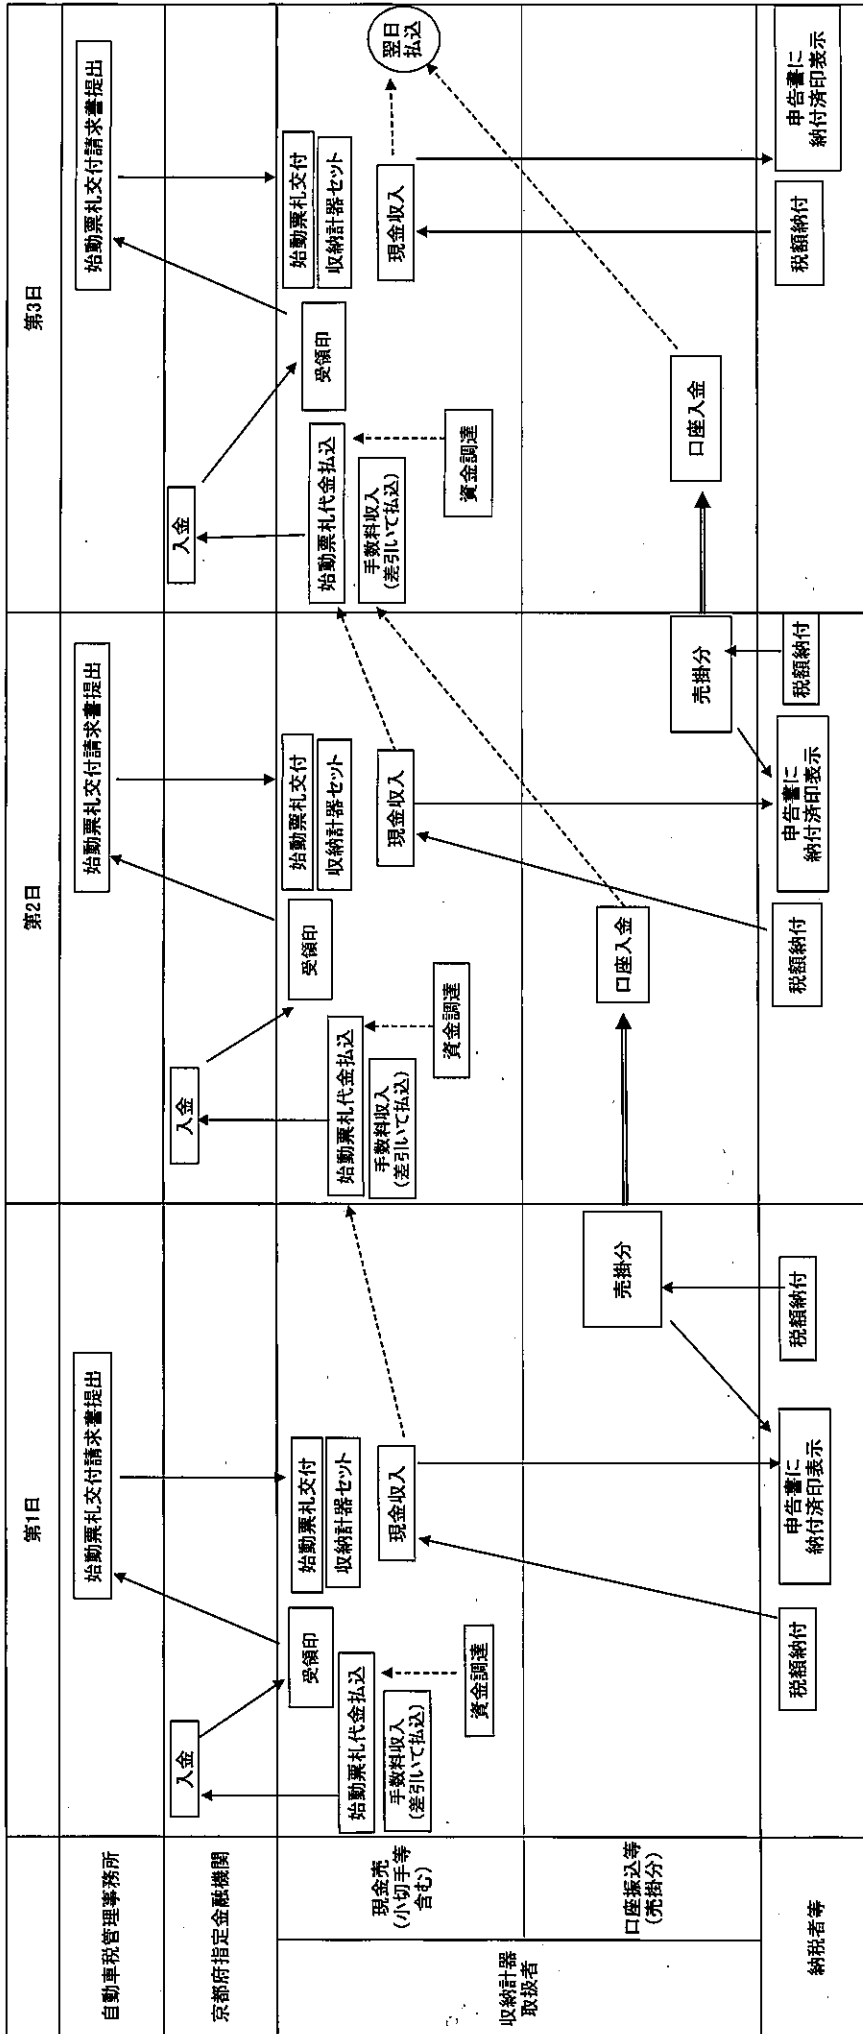 第1日
第2日
第3日
自動車税管理事務所
始動票札交付請求書提出
始動票札交付請求書提出
始動票札交付請求書提出
京都府指定金融機関
入金
入金
入金
収納計器
取扱者
現金売
(小切手等
含む)
始動票札代金払込
手数料収入
(差引いて払込)
資金調達
受領印
始動票札交付
収納計器セット
現金収入
始動票札代金払込
手数料収入
(差引いて払込)
資金調達
受領印
始動票札交付
収納計器セット
現金収入
始動票札代金払込
手数料収入
(差引いて払込)
資金調達
受領印
始動票札交付
収納計器セット
現金収入
翌日
払込
口座振込等
(売掛分)
売掛分
口座入金
売掛分
口座入金
納税者等
税額納付
申告書に
納付済印表示
税額納付
税額納付
申告書に
納付済印表示
税額納付
税額納付
申告書に
納付済印表示